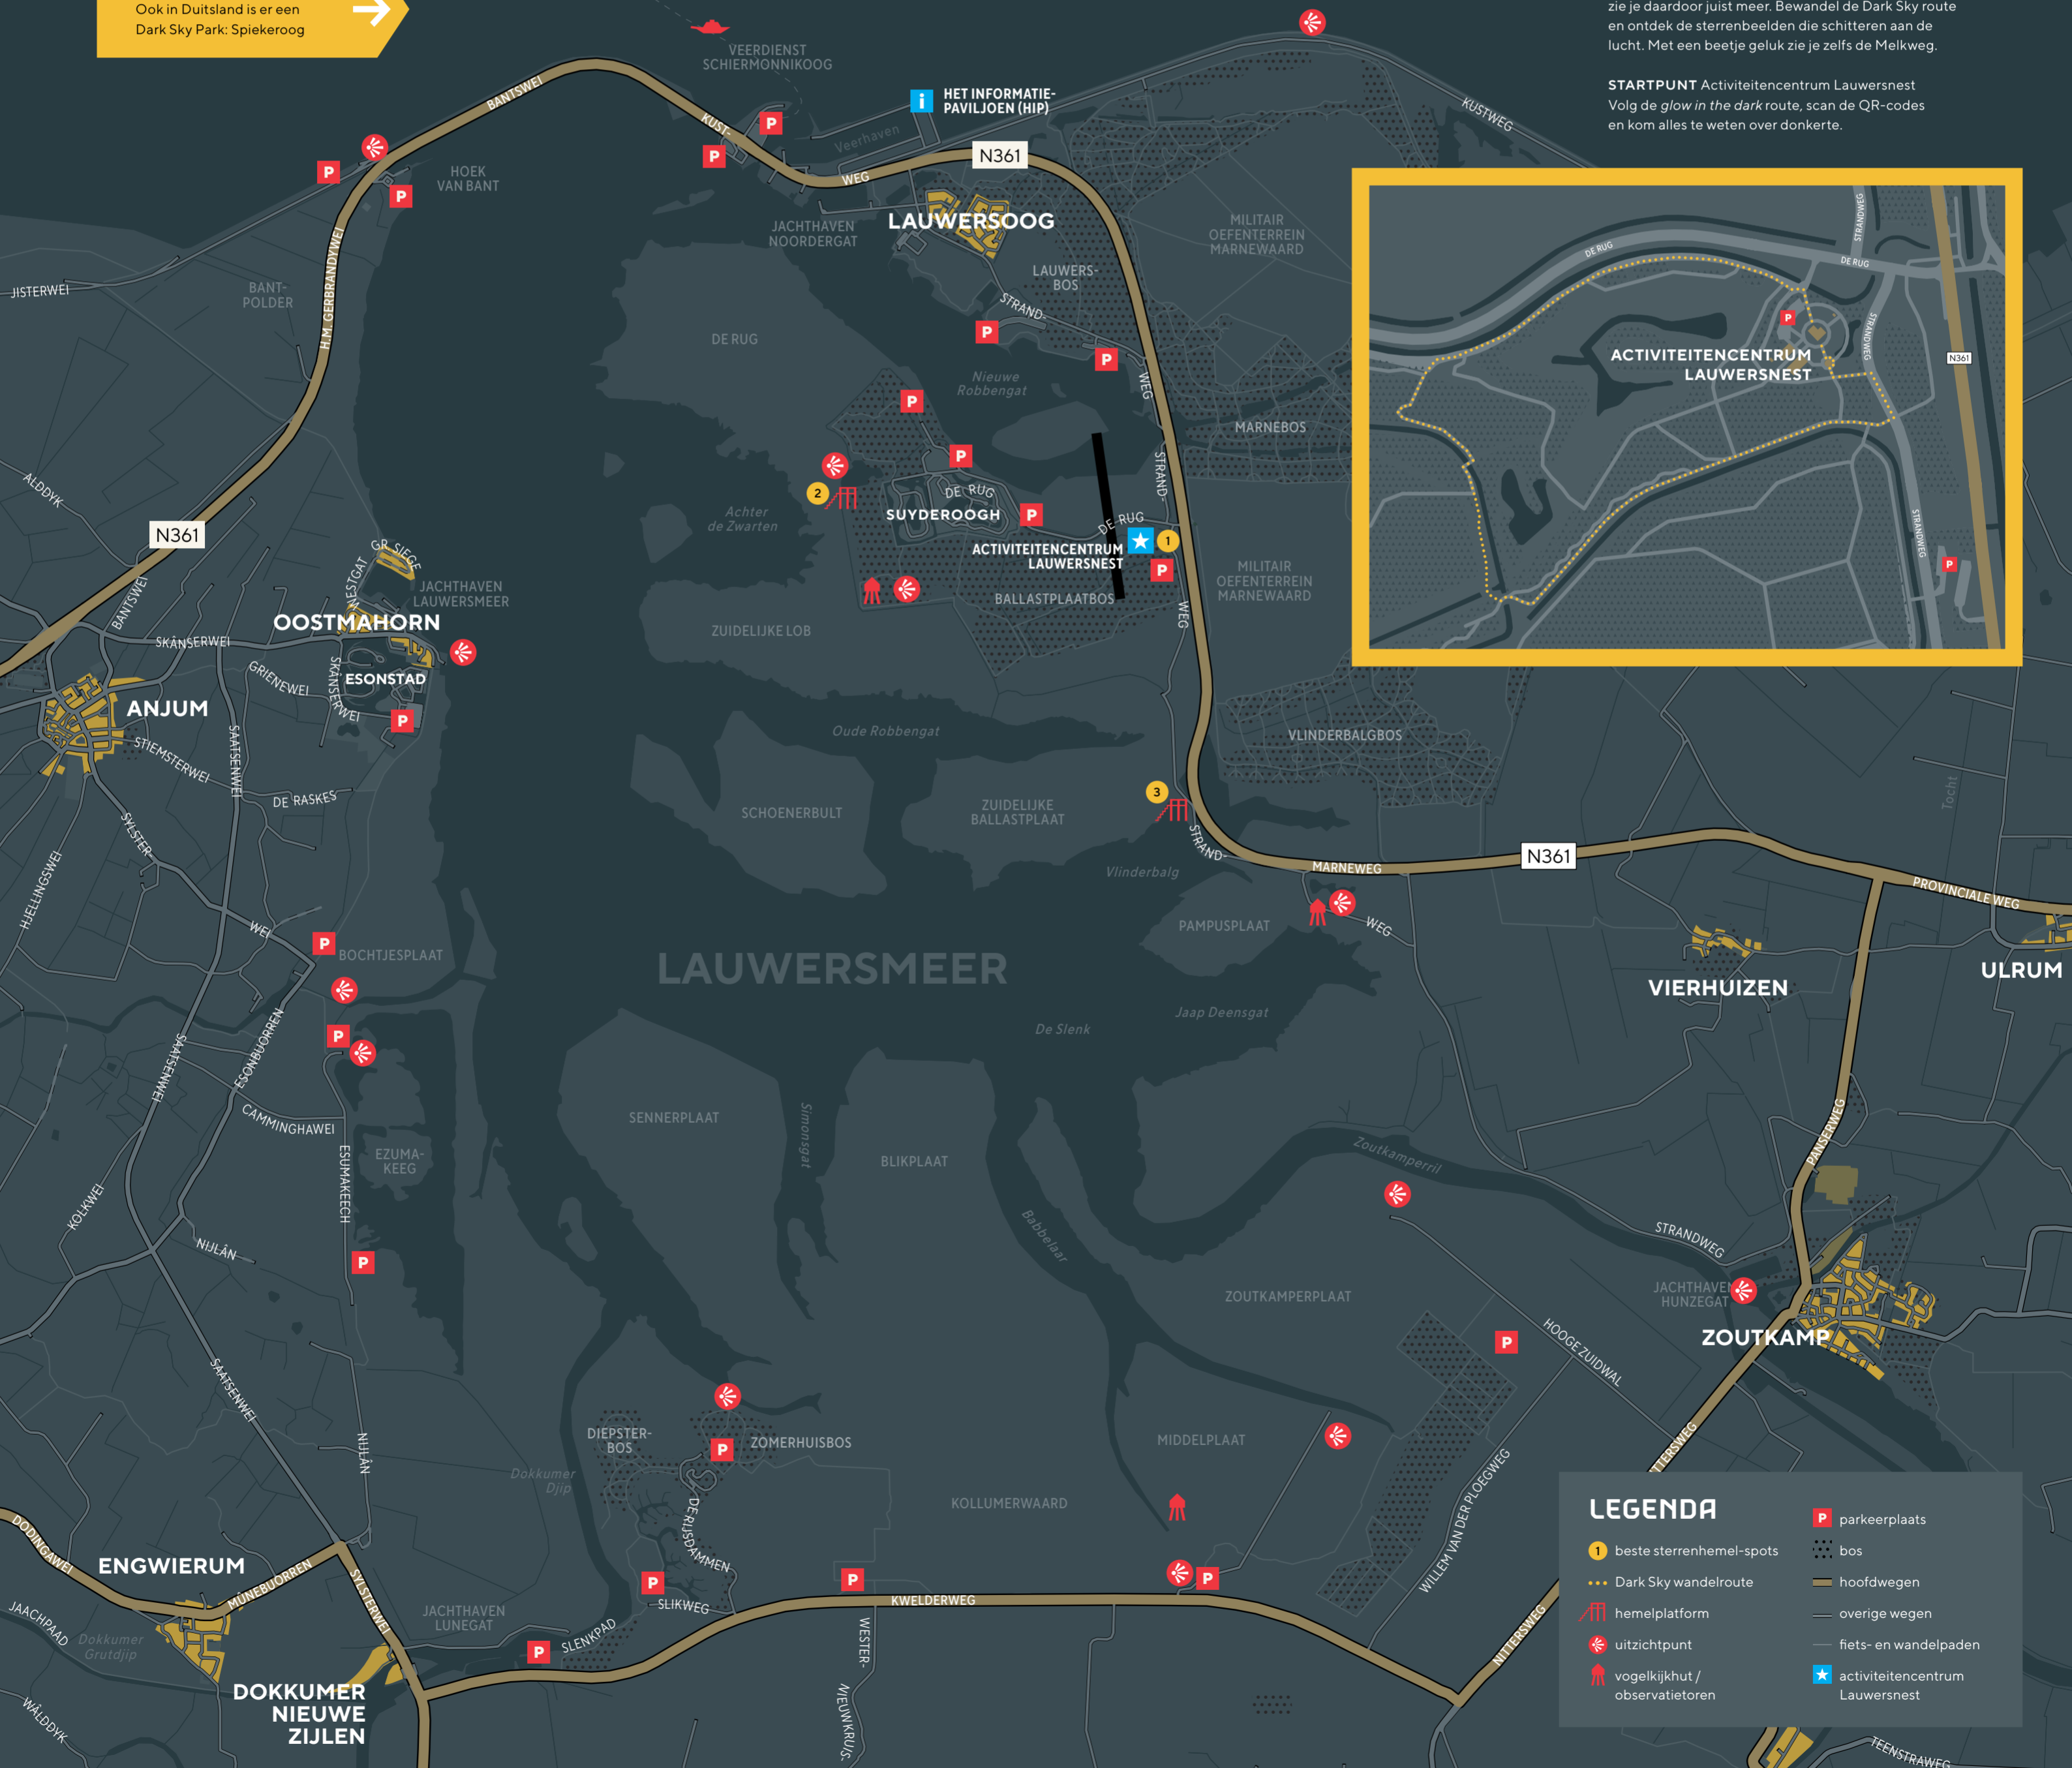 Ook in Duitsland is er een
Dark Sky Park: Spiekeroog
zie je daardoor juist meer. Bewandel de Dark Sky route
en ontdek de sterrenbeelden die schitteren aan de
lucht. Met een beetje geluk zie je zelfs de Melkweg.
STARTPUNT Activiteitencentrum Lauwersnest
Volg de glow in the dark route, scan de QR-codes
en kom alles te weten over donkerte.
VEERDIENST
SCHIERMONNIKOOG
i
HET INFORMATIE-
PAVILJOEN (HIP)
BANTSWEI
KUST-
WEG
P
P
Veerhaven
N361
KUSTWEG
P
P
HOEK
VAN BANT
JACHTHAVEN
NOORDERGAT
LAUWERSOOG
MILITAIR
OEFENTERREIN
MARNEWAARD
LAUWERS-
BOS
JISTERWEI
BANT-
POLDER
H.M. GERBRANDYWEI
STRAND-
WEG
P
P
DE RUG
Nieuwe
Robbengat
P
MARNEBOS
P
STRAND-
WEG
2
DE RUG
SUYDEROOGH
P
DE RUG
ACTIVITEITENCENTRUM
LAUWERSNEST
1
P
Achter
de Zwarten
BALLASTPLAATBOS
MILITAIR
OEFENTERREIN
MARNEWAARD
ZUIDELIJKE LOB
STRANDWEG
DE RUG
DE RUG
P
ACTIVITEITENCENTRUM
LAUWERSNEST
STRANDWEG
N361
STRANDWEG
P
ALDDYK
N361
BANTSWEI
GR. SIEGE
NESTGAT
JACHTHAVEN
LAUWERSMEER
OOSTMAHORN
SKÂNSERWEI
GRIENEWEI
SKÂNSERWEI
ESONSTAD
P
ANJUM
STIEMSTERWEI
SAATSENWEI
DE RASKES
SYLSTER-
WEI
HJELLINGSWEI
Oude Robbengat
VLINDERBALGBOS
SCHOENERBULT
ZUIDELIJKE
BALLASTPLAAT
3
STRAND-
WEG
Vlinderbalg
MARNEWEG
N361
PROVINCIALE WEG
Tocht
PAMPUSPLAAT
VIERHUIZEN
ULRUM
LAUWERSMEER
Jaap Deensgat
De Slenk
P
BOCHTJESPLAAT
P
SAATSENWEI
ESONBUORREN
CAMMINGHAWEI
ESUMAKEECH
EZUMA-
KEEG
KOLKWEI
NIJLÂN
P
SENNERPLAAT
Simonsgat
BLIKPLAAT
Babbelaar
Zoutkamperril
PANSERWEG
STRANDWEG
JACHTHAVEN
HUNZEGAT
ZOUTKAMP
ZOUTKAMPERPLAAT
P
HOOGE ZUIDWAL
SAATSENWEI
NIJLÂN
DIEPSTER-
BOS
P
ZOMERHUISBOS
Dokkumer
Djip
DE RIJSDAMMEN
KOLLUMERWAARD
MIDDELPLAAT
WILLEM VAN DER PLOEGWEG
NITTERSWEG
DODINGAWEI
ENGWIERUM
MÛNEBUORREN
SYLSTERWEI
JAACHPAAD
Dokkumer
Grutdjip
WÂLDDYK
JACHTHAVEN
LUNEGAT
P
SLENKPAD
P
SLIKWEG
P
KWELDERWEG
P
WESTER-
NIEUWKRUIS-
DOKKUMER
NIEUWE
ZIJLEN
NITTERSWEG
TEENSTRAWEG
LEGENDA
1 beste sterrenhemel-spots
Dark Sky wandelroute
hemelplatform
uitzichtpunt
vogelkijkhut /
observatietoren
P parkeerplaats
bos
hoofdwegen
overige wegen
fiets- en wandelpaden
activiteitencentrum
Lauwersnest